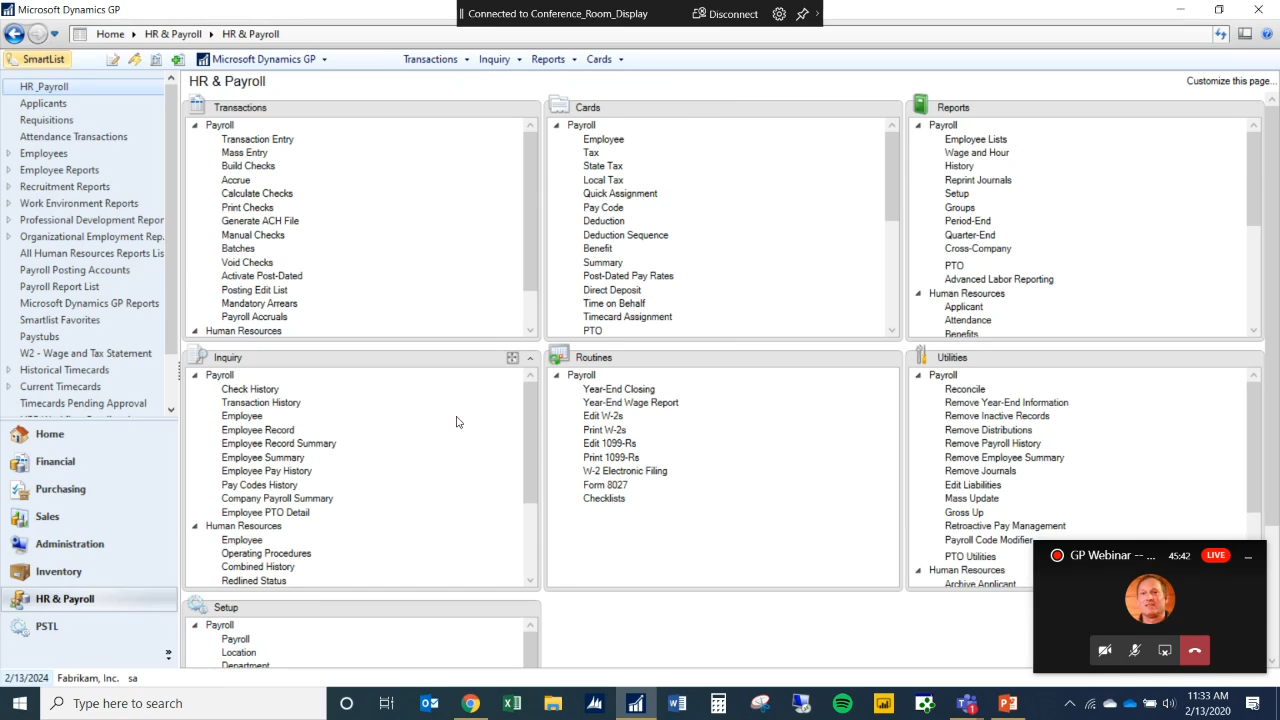 Microsoft Dynamics GP
Connected to Conference_Room_Display
Disconnect
Home HR & Payroll HR & Payroll
SmartList
Microsoft Dynamics GP
Transactions Inquiry Reports Cards
HR & Payroll
Customize this page...
HR_Payroll
Applicants
Requisitions
Attendance Transactions
Employees
Employee Reports
Recruitment Reports
Work Environment Reports
Professional Development Repor
Organizational Employment Rep.
All Human Resources Reports Lis
Payroll Posting Accounts
Payroll Report List
Microsoft Dynamics GP Reports
Smartlist Favorites
Paystubs
W2 - Wage and Tax Statement
Historical Timecards
Current Timecards
Timecards Pending Approval
Home
Financial
Purchasing
Sales
Administration
Inventory
HR & Payroll
PSTL
Transactions
Payroll
Transaction Entry
Mass Entry
Build Checks
Accrue
Calculate Checks
Print Checks
Generate ACH File
Manual Checks
Batches
Void Checks
Activate Post-Dated
Posting Edit List
Mandatory Arrears
Payroll Accruals
Human Resources
Cards
Payroll
Employee
Tax
State Tax
Local Tax
Quick Assignment
Pay Code
Deduction
Deduction Sequence
Benefit
Summary
Post-Dated Pay Rates
Direct Deposit
Time on Behalf
Timecard Assignment
PTO
Reports
Payroll
Employee Lists
Wage and Hour
History
Reprint Journals
Setup
Groups
Period-End
Quarter-End
Cross-Company
PTO
Advanced Labor Reporting
Human Resources
Applicant
Attendance
Benefits
Inquiry
Payroll
Check History
Transaction History
Employee
Employee Record
Employee Record Summary
Employee Summary
Employee Pay History
Pay Codes History
Company Payroll Summary
Employee PTO Detail
Human Resources
Employee
Operating Procedures
Combined History
Redlined Status
Routines
Payroll
Year-End Closing
Year-End Wage Report
Edit W-2s
Print W-2s
Edit 1099-Rs
Print 1099-Rs
W-2 Electronic Filing
Form 8027
Checklists
Utilities
Payroll
Reconcile
Remove Year-End Information
Remove Inactive Records
Remove Distributions
Remove Payroll History
Remove Employee Summary
Remove Journals
Edit Liabilities
Mass Update
Gross Up
Retroactive Pay Management
Payroll Code Modifier
PTO Utilities
Human Resources
Archive Applicant
Setup
Payroll
Payroll
Location
Department
GP Webinar -- ... 45:42 LIVE
2/13/2024 Fabrikam, Inc. sa
Type here to search
11:33 AM
2/13/2020